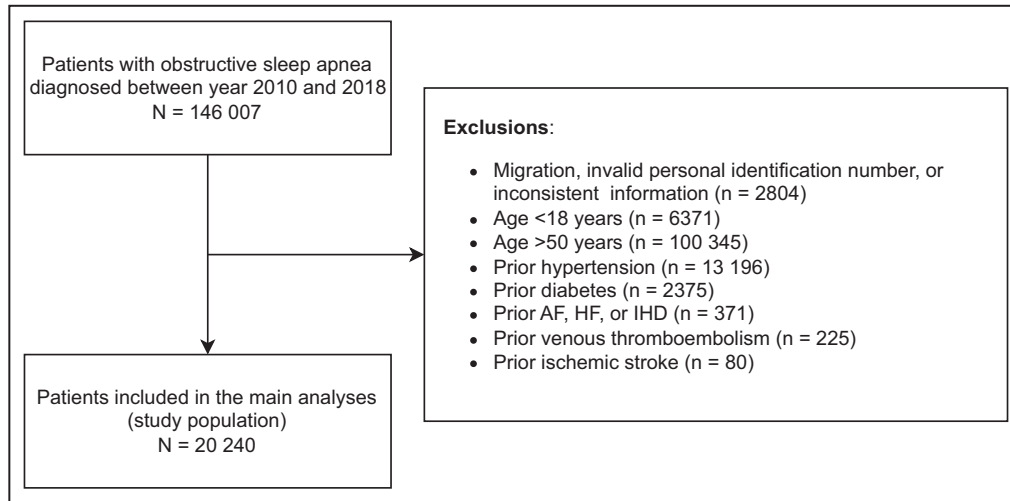 Patients with obstructive sleep apnea
diagnosed between year 2010 and 2018
N = 146 007
Exclusions:
• Migration, invalid personal identification number, or
inconsistent information (n = 2804)
• Age <18 years (n = 6371)
• Age >50 years (n = 100 345)
• Prior hypertension (n = 13 196)
• Prior diabetes (n = 2375)
• Prior AF, HF, or IHD (n = 371)
• Prior venous thromboembolism (n = 225)
• Prior ischemic stroke (n = 80)
Patients included in the main analyses
(study population)
N = 20 240